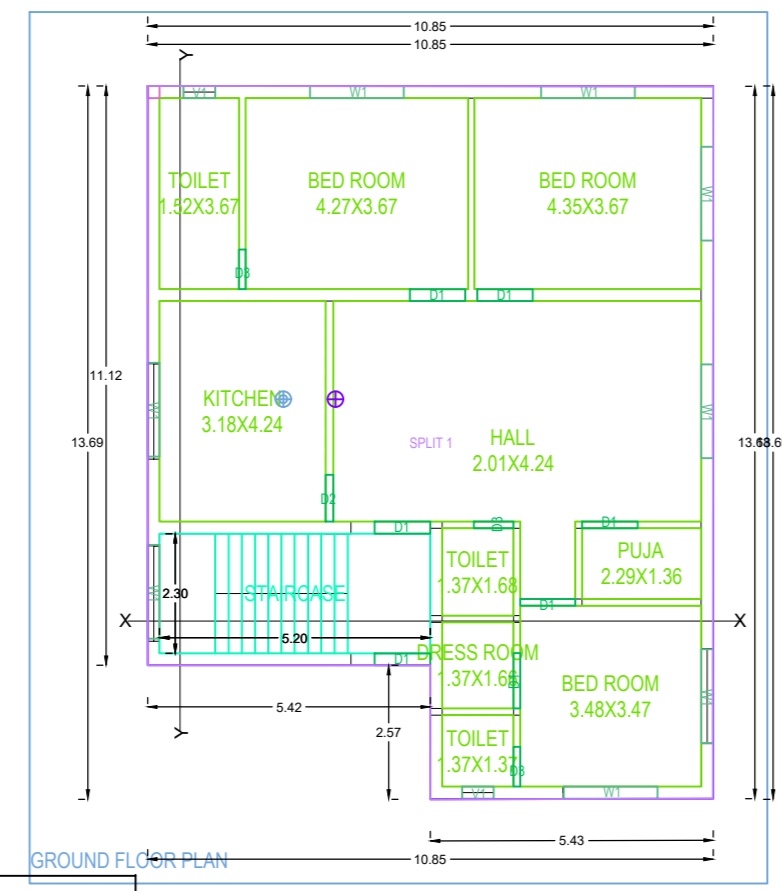 10.85
10.85
Y
V1
W1
W1
TOILET
1.52X3.67
BED ROOM
4.27X3.67
BED ROOM
4.35X3.67
W1
D3
D1
D1
11.12
13.69
KITCHEN
3.18X4.24
W1
SPLIT 1
HALL
2.01X4.24
W1
13.68
D2
D1
D3
D1
TOILET
1.37X1.68
PUJA
2.29X1.36
W1
2.30
STAIRCASE
D1
X
X
5.20
D1
DRESS ROOM
1.37X1.66
BED ROOM
3.48X3.47
W1
5.42
2.57
Y
TOILET
1.37X1.37
D3
V1
W1
5.43
GROUND FLOOR PLAN
10.85